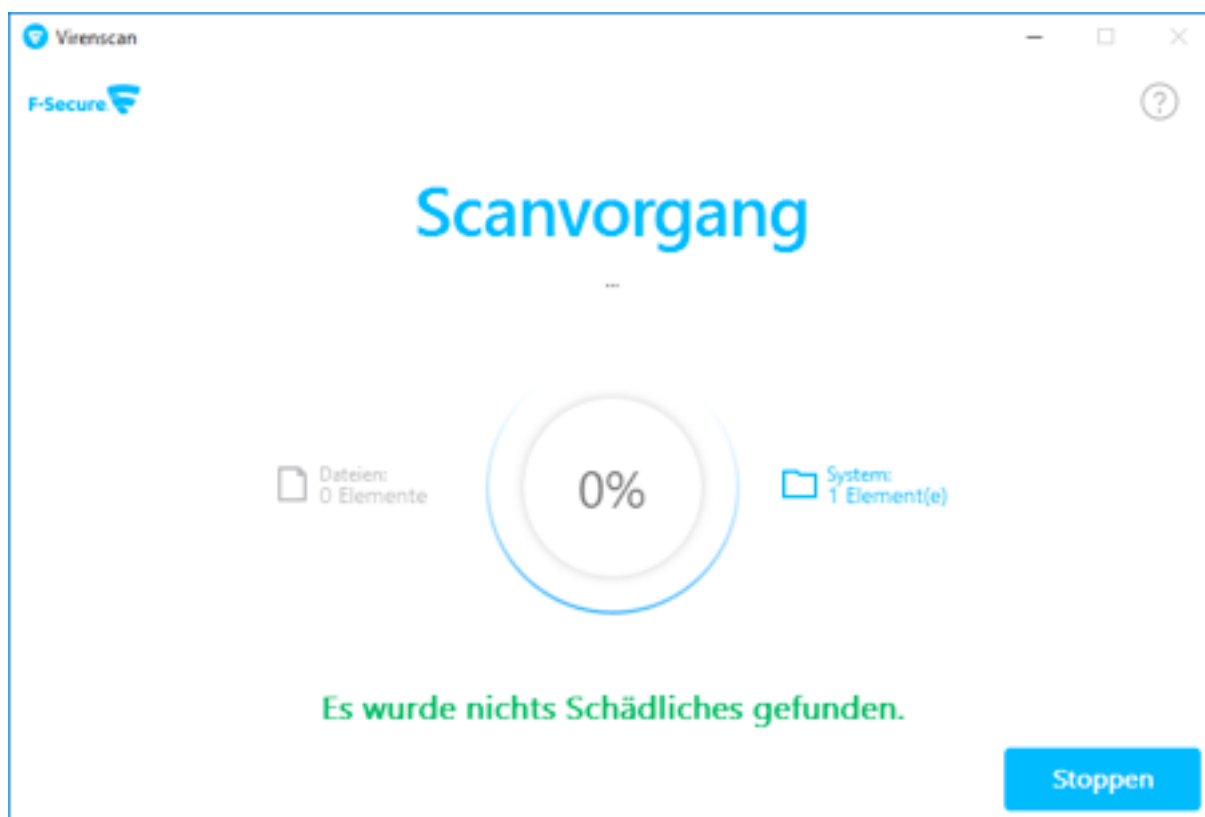 Virenscan
F-Secure.
?
Scanvorgang
...
Dateien:
0 Elemente
0%
System:
1 Element(e)
Es wurde nichts Schädliches gefunden.
Stoppen